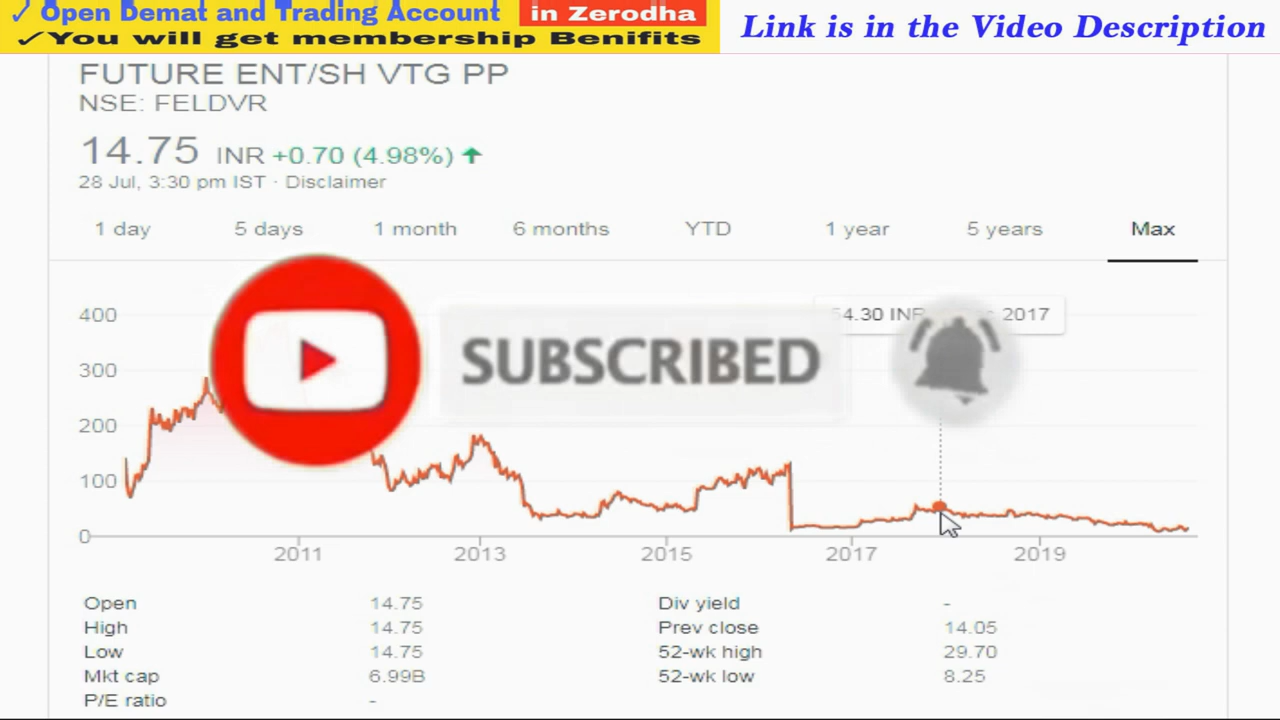 ✓ Open Demat and Trading Account in Zerodha
✓You will get membership Benifits
Link is in the Video Description
FUTURE ENT/SH VTG PP
NSE: FELDVR
14.75 INR +0.70 (4.98%) ↑
28 Jul, 3:30 pm IST · Disclaimer
1 day 5 days 1 month 6 months YTD 1 year 5 years Max
400
300
200
100
0
54.30 INR 2017
SUBSCRIBED
2011 2013 2015 2017 2019
Open 14.75 Div yield -
High 14.75 Prev close 14.05
Low 14.75 52-wk high 29.70
Mkt cap 6.99B 52-wk low 8.25
P/E ratio -